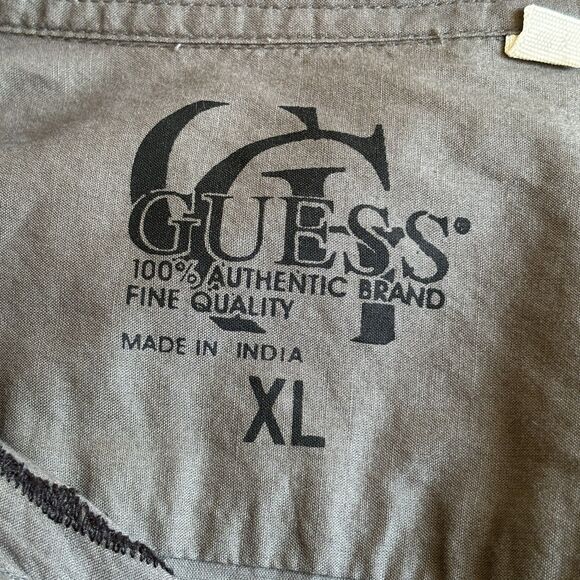 G
GUESS®
100% AUTHENTIC BRAND
FINE QUALITY
MADE IN INDIA
XL